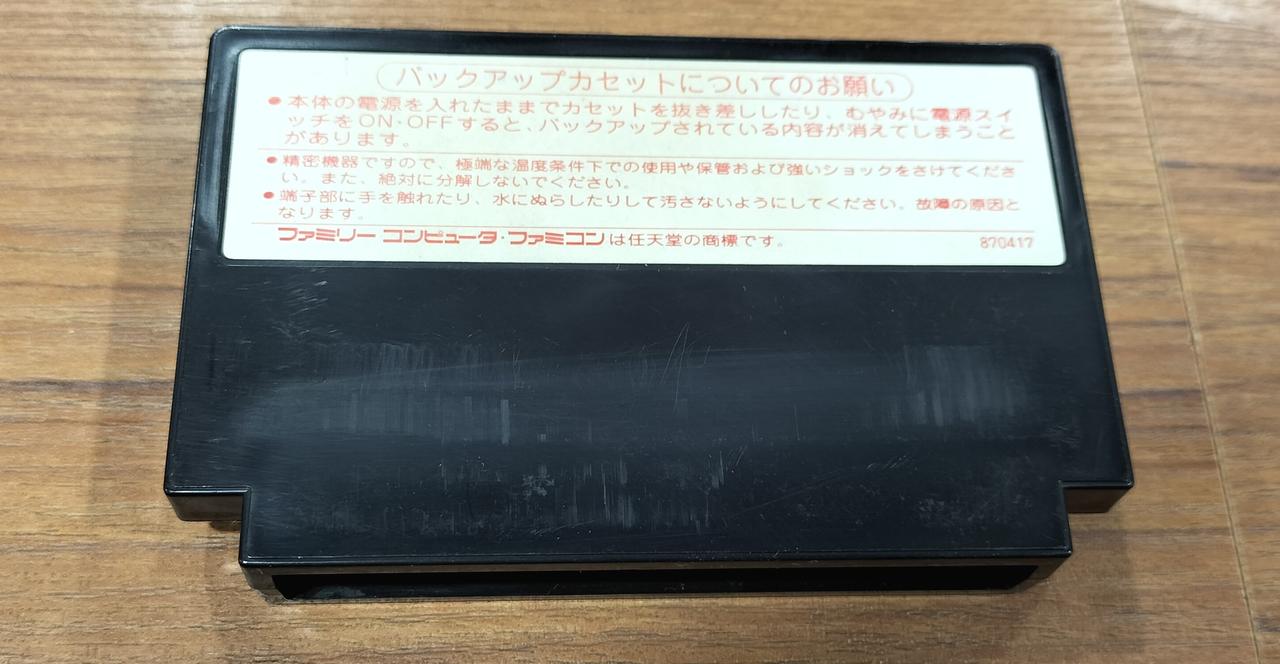 バックアップカセットについてのお願い
●本体の電源を入れたままでカセットを抜き差ししたり、むやみに電源スイ
ッチをON・OFFすると、バックアップされている内容が消えてしまうこと
があります。
●精密機器ですので、極端な温度条件下での使用や保管および強いショックをさけてくださ
い。また、絶対に分解しないでください。
●端子部に手を触れたり、水にぬらしたりして汚さないようにしてください。故障の原因と
なります。
ファミリー コンピュータ・ファミコンは任天堂の商標です。 870417